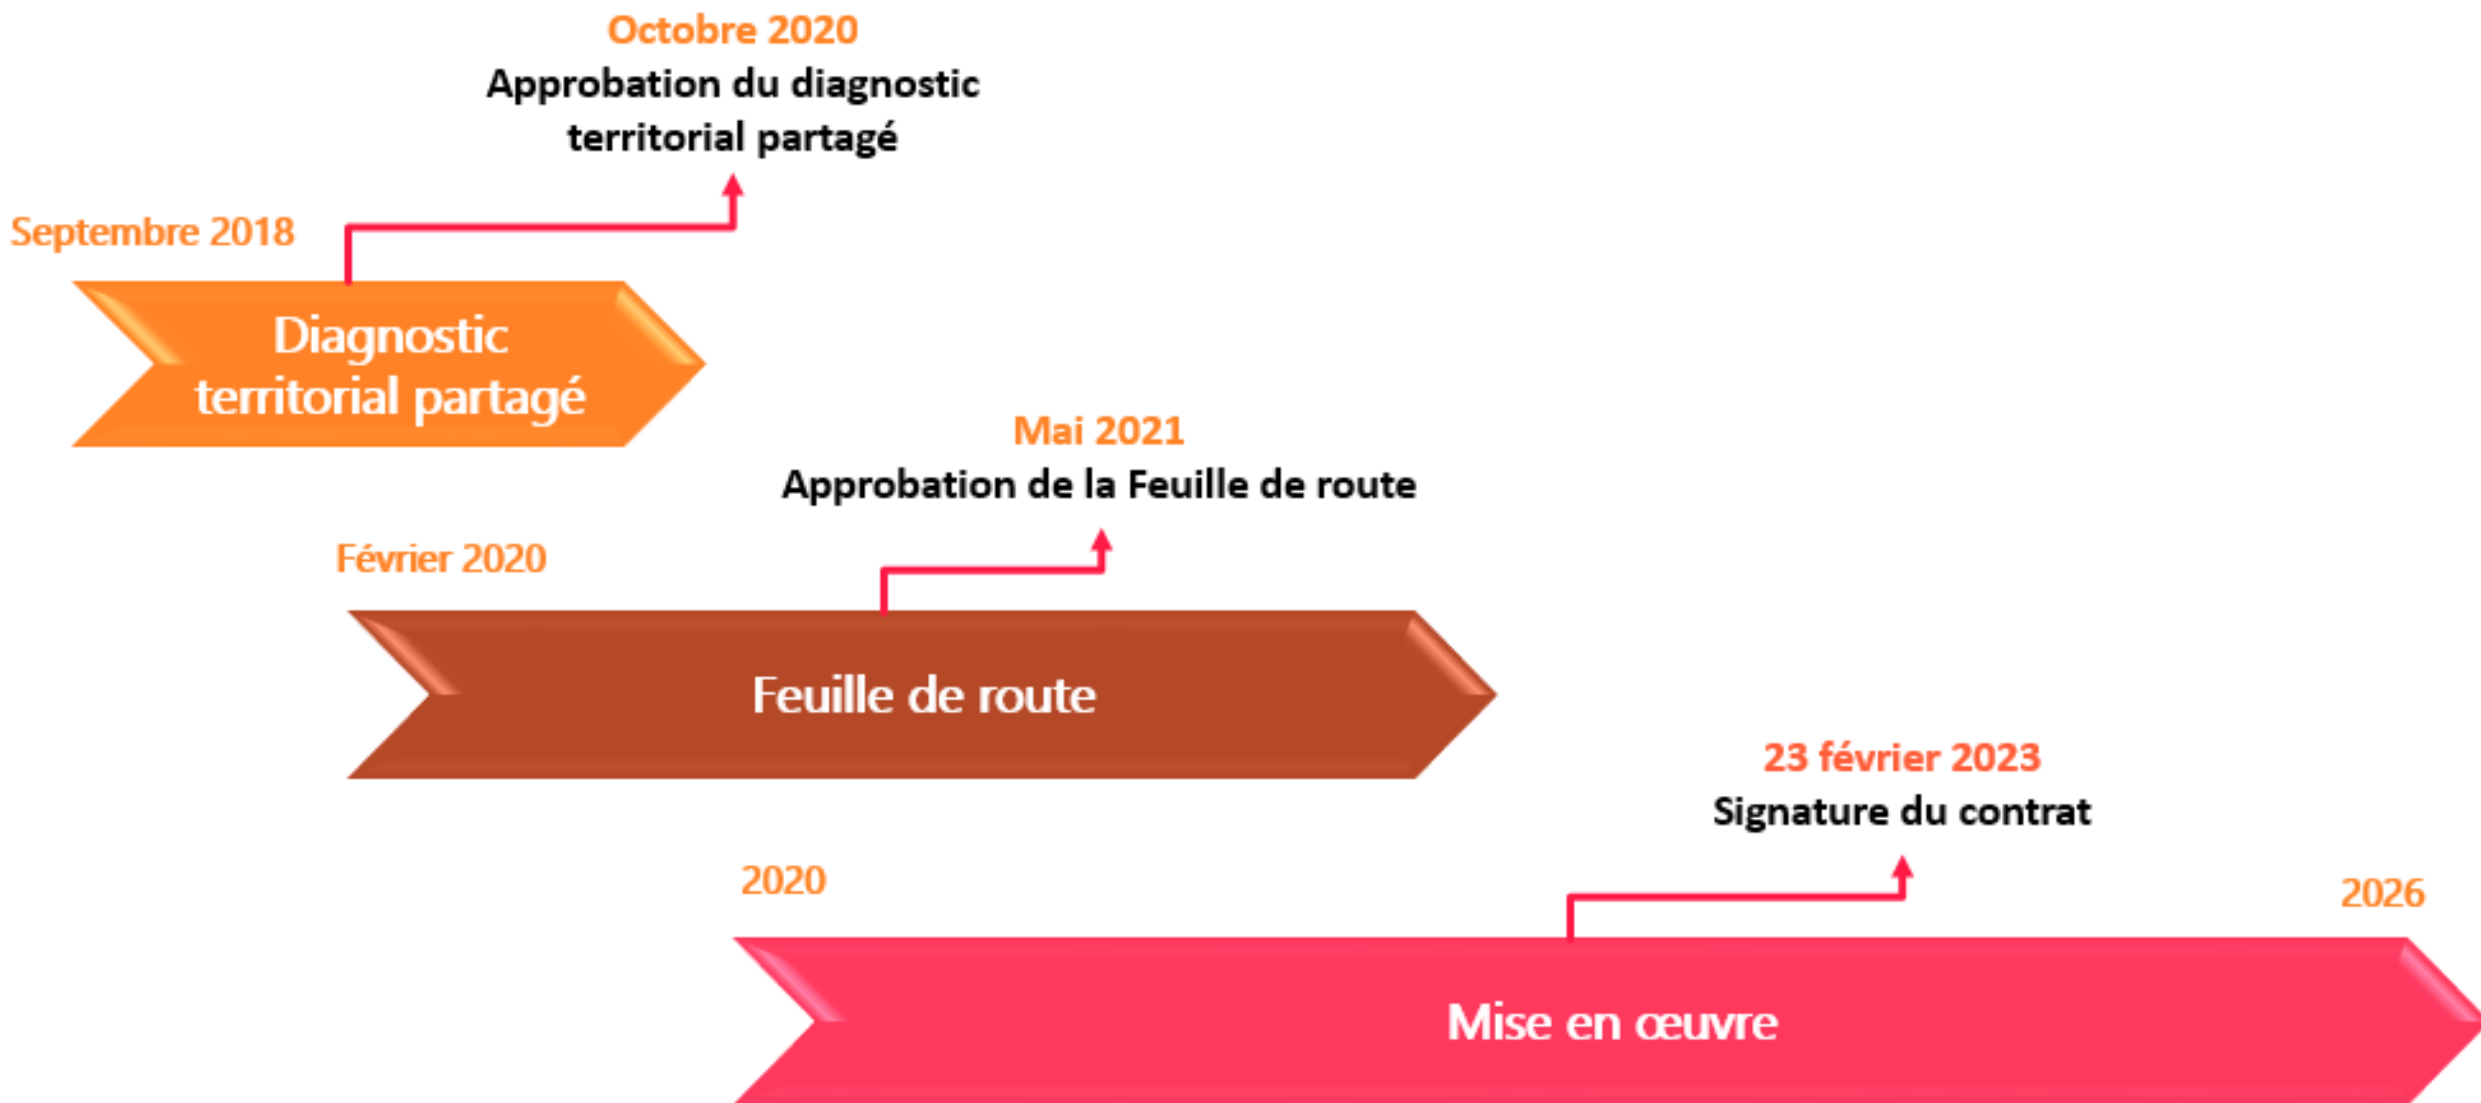 Octobre 2020
Approbation du diagnostic
territorial partagé
Septembre 2018
Diagnostic
territorial partagé
Mai 2021
Approbation de la Feuille de route
Février 2020
Feuille de route
23 février 2023
Signature du contrat
2020
2026
Mise en œuvre